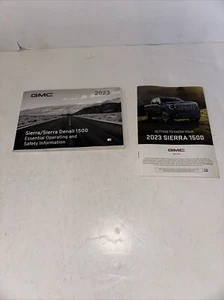 GMC
2023
Sierra/Sierra Denali 1500
Essential Operating and
Safety Information
GETTING TO KNOW YOUR
2023 SIERRA 1500
GMC